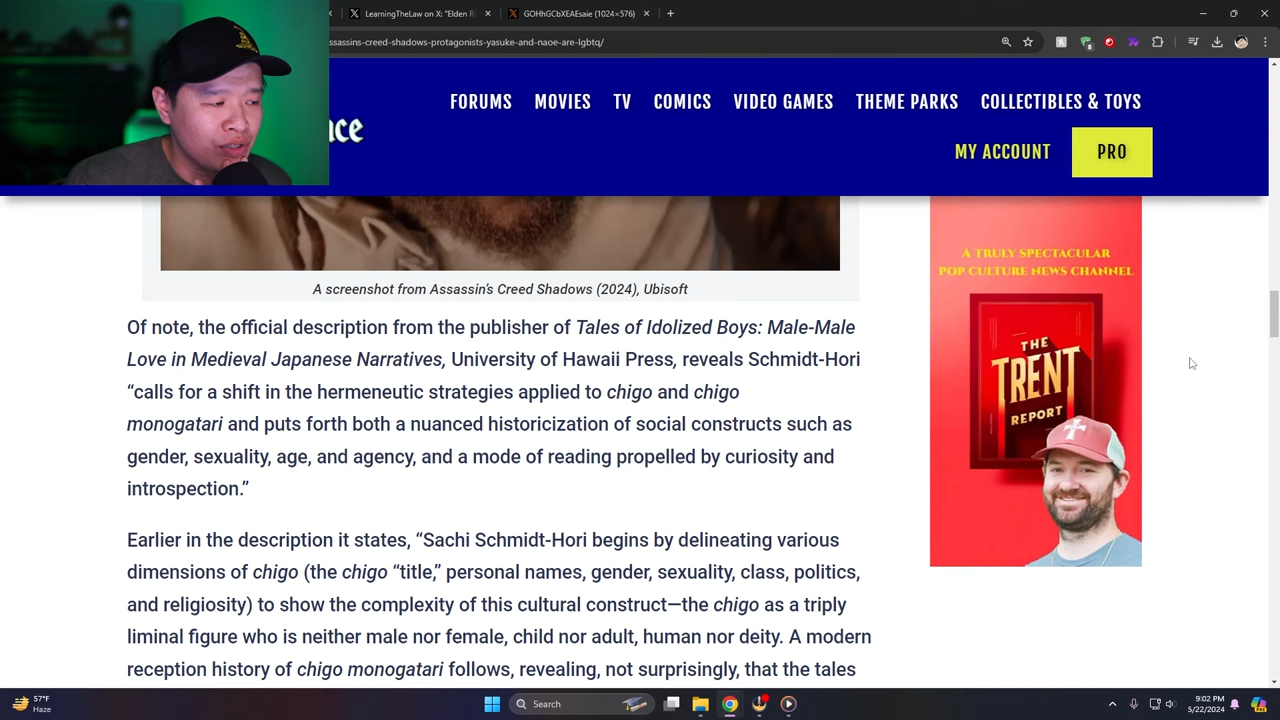 LearningTheLaw on X: "Elden R
GOHhGCbXEAEsaie (1024×576)
assassins-creed-shadows-protagonists-yasuke-and-naoe-are-lgbtq/
FORUMS MOVIES TV COMICS VIDEO GAMES THEME PARKS COLLECTIBLES & TOYS
MY ACCOUNT PRO
A screenshot from Assassin's Creed Shadows (2024), Ubisoft
Of note, the official description from the publisher of Tales of Idolized Boys: Male-Male
Love in Medieval Japanese Narratives, University of Hawaii Press, reveals Schmidt-Hori
“calls for a shift in the hermeneutic strategies applied to chigo and chigo
monogatari and puts forth both a nuanced historicization of social constructs such as
gender, sexuality, age, and agency, and a mode of reading propelled by curiosity and
introspection.”
Earlier in the description it states, “Sachi Schmidt-Hori begins by delineating various
dimensions of chigo (the chigo “title,” personal names, gender, sexuality, class, politics,
and religiosity) to show the complexity of this cultural construct—the chigo as a triply
liminal figure who is neither male nor female, child nor adult, human nor deity. A modern
reception history of chigo monogatari follows, revealing, not surprisingly, that the tales
A TRULY SPECTACULAR
POP CULTURE NEWS CHANNEL
THE
TRENT
REPORT
57°F
Haze
Search
9:02 PM
5/22/2024